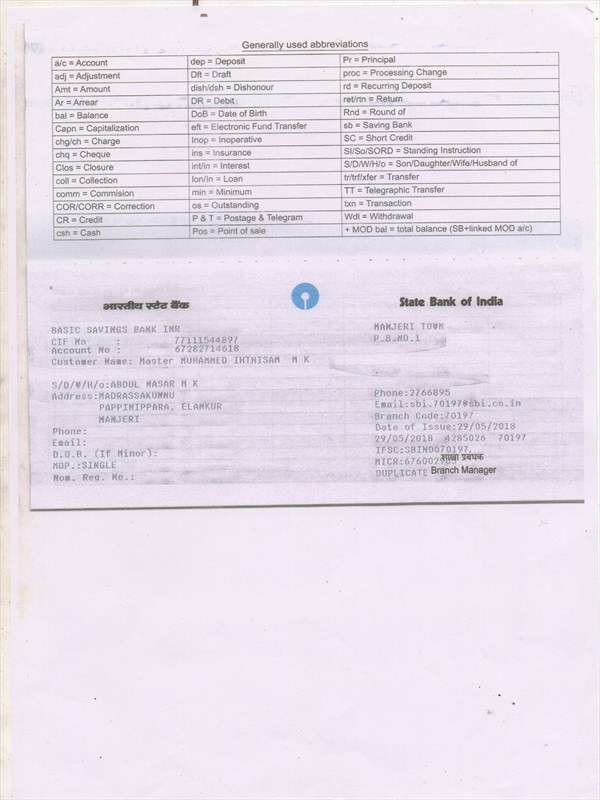 Generally used abbreviations
a/c = Account dep = Deposit Pr = Principal
adj = Adjustment Dft = Draft proc = Processing Change
Amt = Amount dish/dsh = Dishonour rd = Recurring Deposit
Ar = Arrear DR = Debit ret/rtn = Return
bal = Balance DoB = Date of Birth Rnd = Round of
Capn = Capitalization eft = Electronic Fund Transfer sb = Saving Bank
chg/ch = Charge Inop = Inoperative SC = Short Credit
chq = Cheque ins = Insurance SI/So/SORD = Standing Instruction
Clos = Closure int/in = Interest S/D/W/H/o = Son/Daughter/Wife/Husband of
coll = Collection lon/ln = Loan tr/trf/xfer = Transfer
comm = Commision min = Minimum TT = Telegraphic Transfer
COR/CORR = Correction os = Outstanding txn = Transaction
CR = Credit P & T = Postage & Telegram Wdl = Withdrawal
csh = Cash Pos = Point of sale + MOD bal = total balance (SB+linked MOD a/c)
भारतीय स्टेट बैंक State Bank of India
BASIC SAVINGS BANK INR MANJERI TOWN
CIF No : 77111544897 P.B.NO.1
Account No : 67282714618
Customer Name: Master MUHAMMED IHTHISAM M K
S/D/W/H/o:ABDUL NASAR M K Phone:2766895
Address:MADRASSAKUNNU Email:sbi.70197@sbi.co.in
PAPPINIPPARA, ELANKUR Branch Code:70197
MANJERI Date of Issue:29/05/2018
Phone: 29/05/2018 4285026 70197
Email: IFSC:SBIN0070197
D.O.B. (If Minor): शाखा प्रबंधक
MOP.:SINGLE MICR:676002
Nom. Reg. No.: DUPLICATE Branch Manager